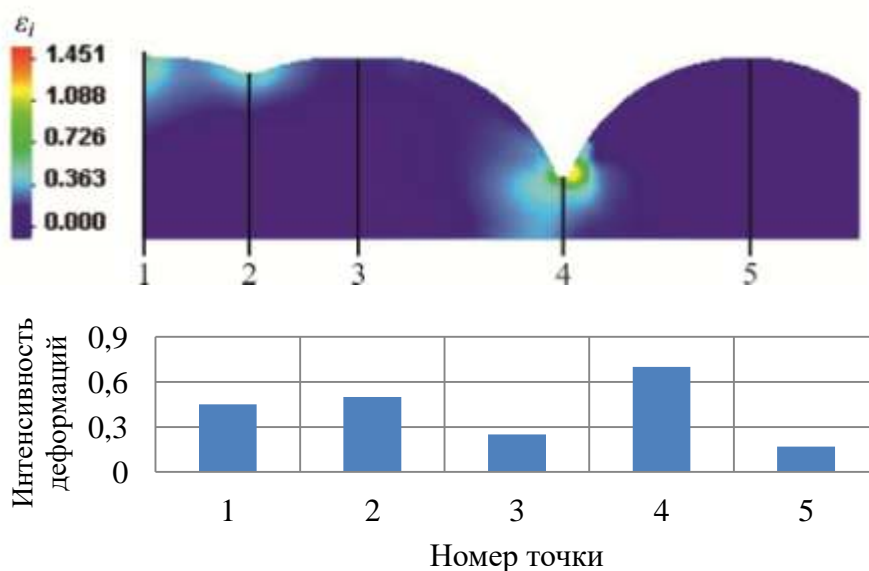 εᵢ
1.451
1.088
0.726
0.363
0.000
1 2 3 4 5
Интенсивность
деформаций
0,9
0,6
0,3
0
1 2 3 4 5
Номер точки